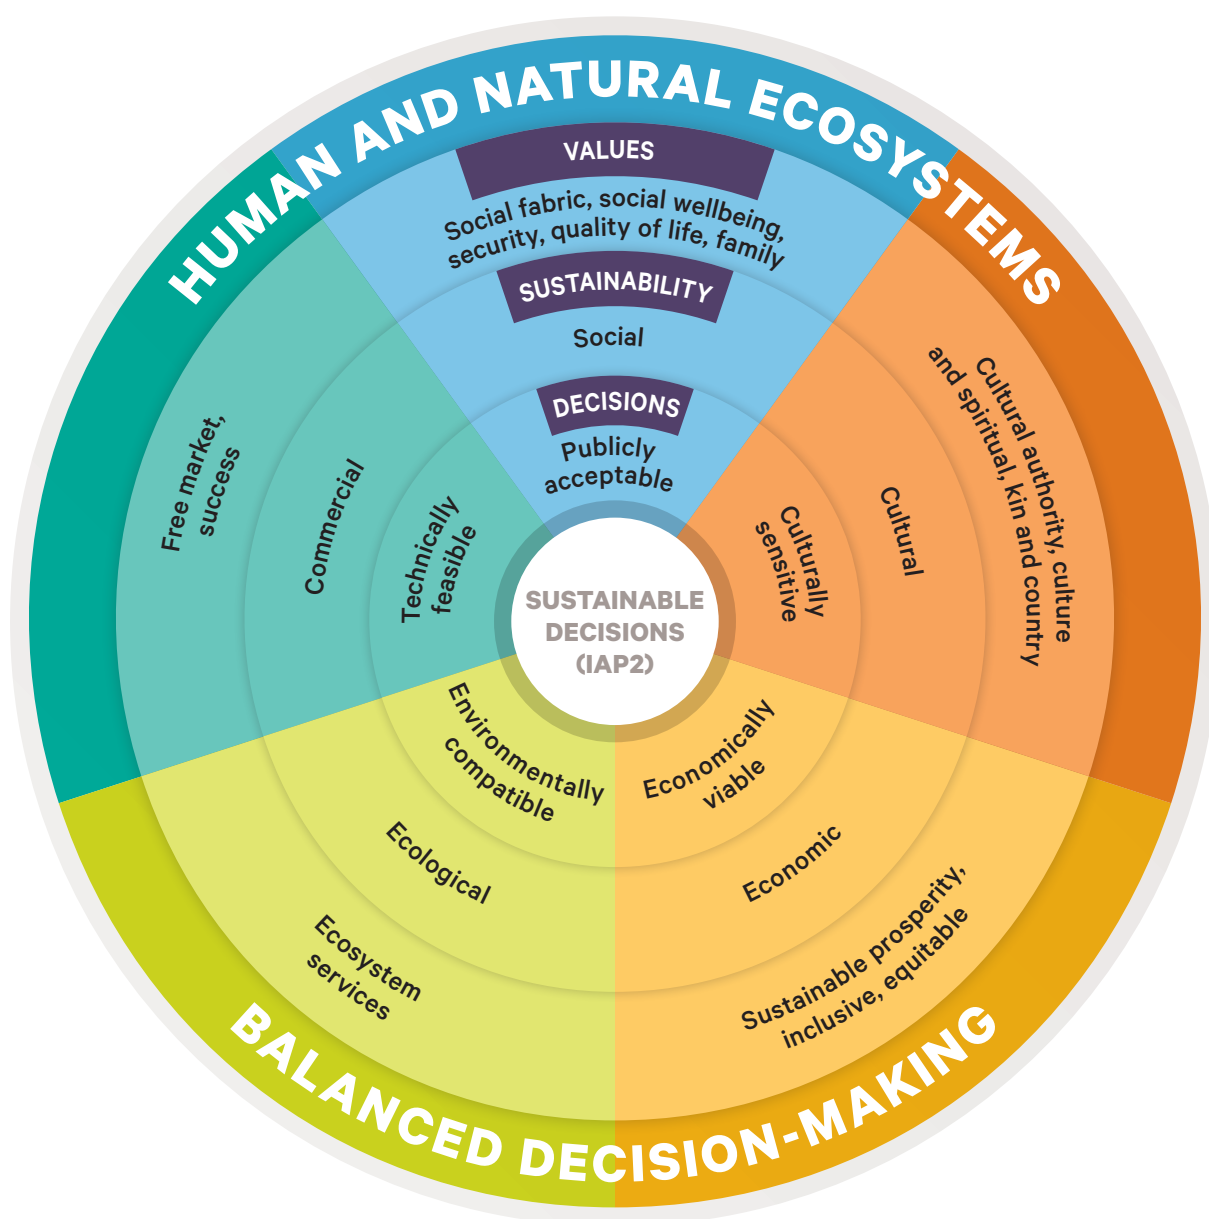 HUMAN AND NATURAL ECOSYSTEMS
VALUES
Social fabric, social wellbeing,
security, quality of life, family
SUSTAINABILITY
Social
DECISIONS
Publicly
acceptable
Cultural authority, culture
and spiritual, kin and country
Cultural
Culturally
sensitive
Free market,
success
Commercial
Technically
feasible
SUSTAINABLE
DECISIONS
(IAP2)
Environmentally
compatible
Ecological
Ecosystem
services
Economically
viable
Economic
Sustainable prosperity,
inclusive, equitable
BALANCED DECISION-MAKING